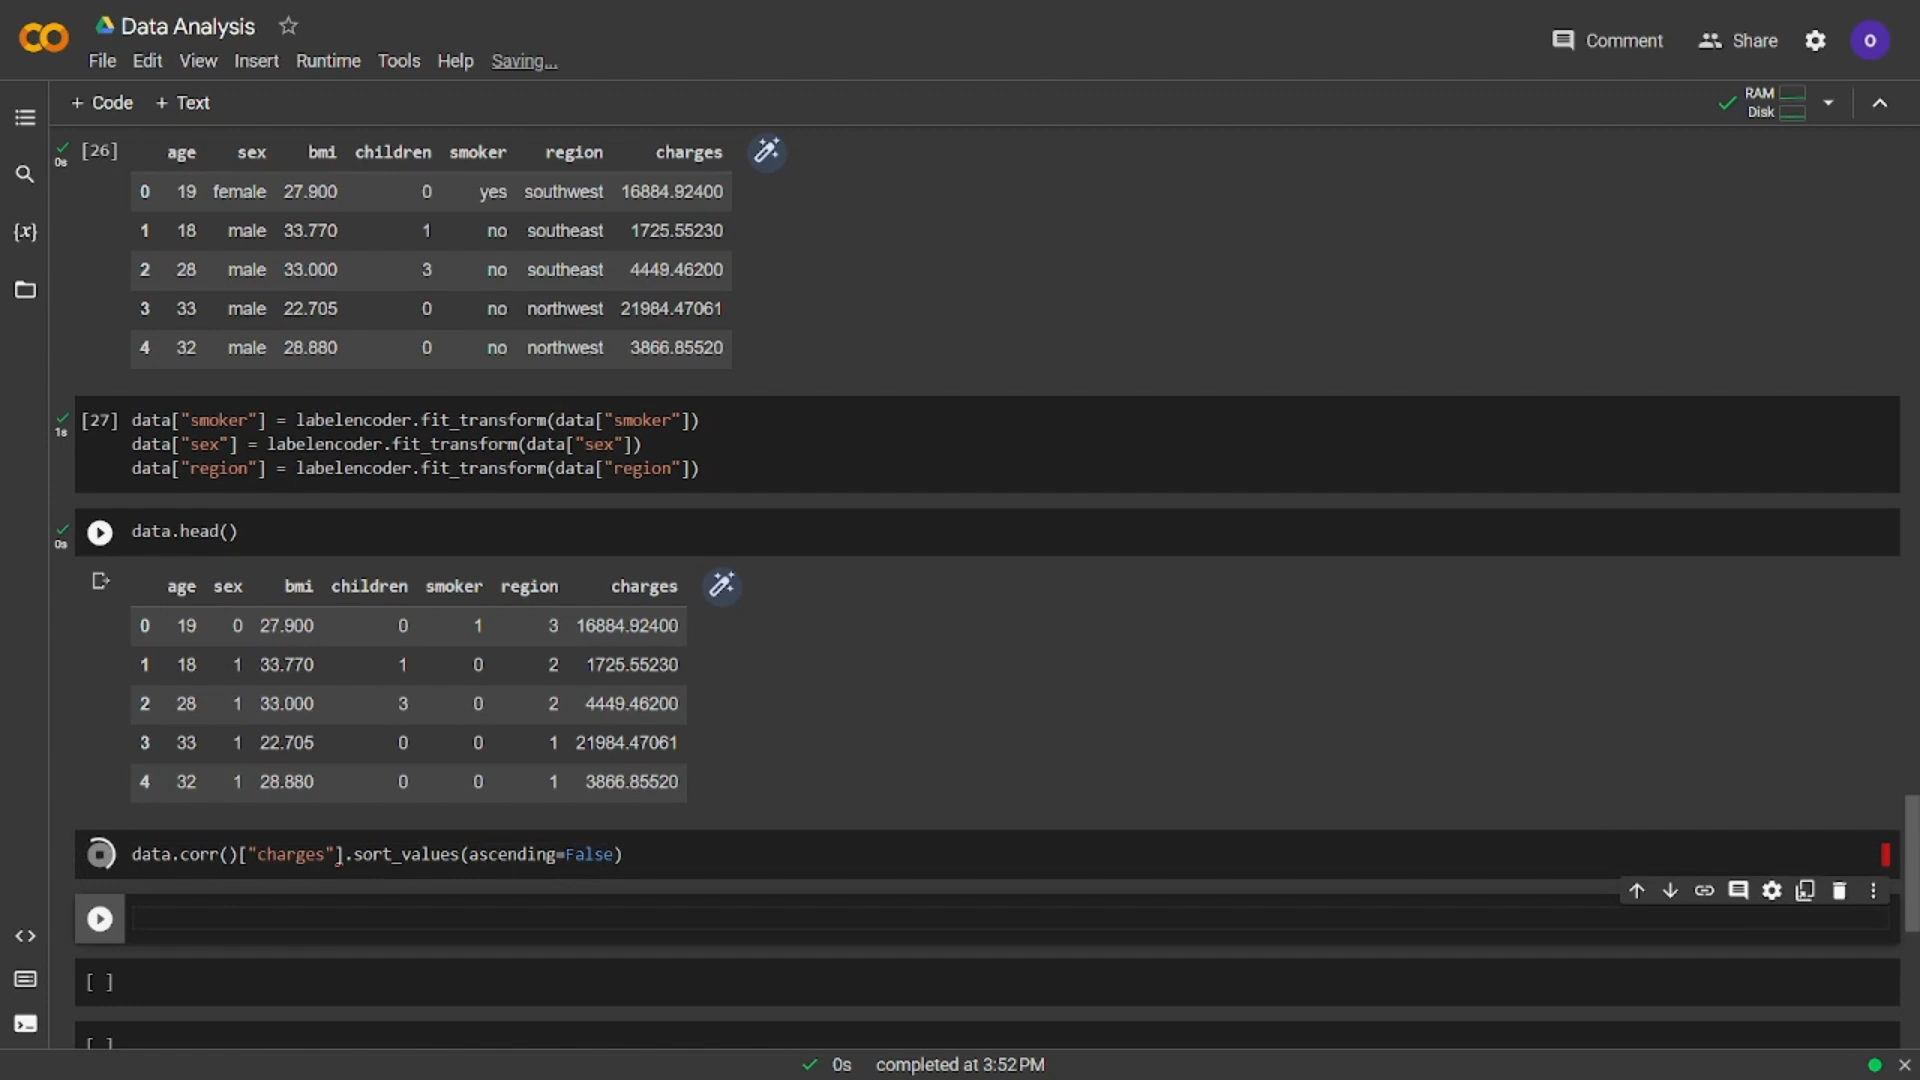 Data Analysis
Comment
Share
O
File Edit View Insert Runtime Tools Help Saving...
+ Code + Text
RAM
Disk
0s
[26]
age sex bmi children smoker region charges
0 19 female 27.900 0 yes southwest 16884.92400
1 18 male 33.770 1 no southeast 1725.55230
2 28 male 33.000 3 no southeast 4449.46200
3 33 male 22.705 0 no northwest 21984.47061
4 32 male 28.880 0 no northwest 3866.85520
1s
[27] data["smoker"] = labelencoder.fit_transform(data["smoker"])
data["sex"] = labelencoder.fit_transform(data["sex"])
data["region"] = labelencoder.fit_transform(data["region"])
0s
data.head()
age sex bmi children smoker region charges
0 19 0 27.900 0 1 3 16884.92400
1 18 1 33.770 1 0 2 1725.55230
2 28 1 33.000 3 0 2 4449.46200
3 33 1 22.705 0 0 1 21984.47061
4 32 1 28.880 0 0 1 3866.85520
data.corr()["charges"].sort_values(ascending=False)
[ ]
[ ]
0s completed at 3:52 PM